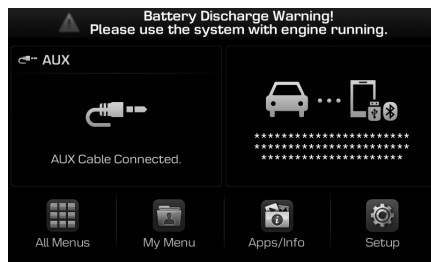 Battery Discharge Warning!
Please use the system with engine running.
AUX
AUX Cable Connected.
***********************
***********************
*********************
All Menus
My Menu
Apps/Info
Setup